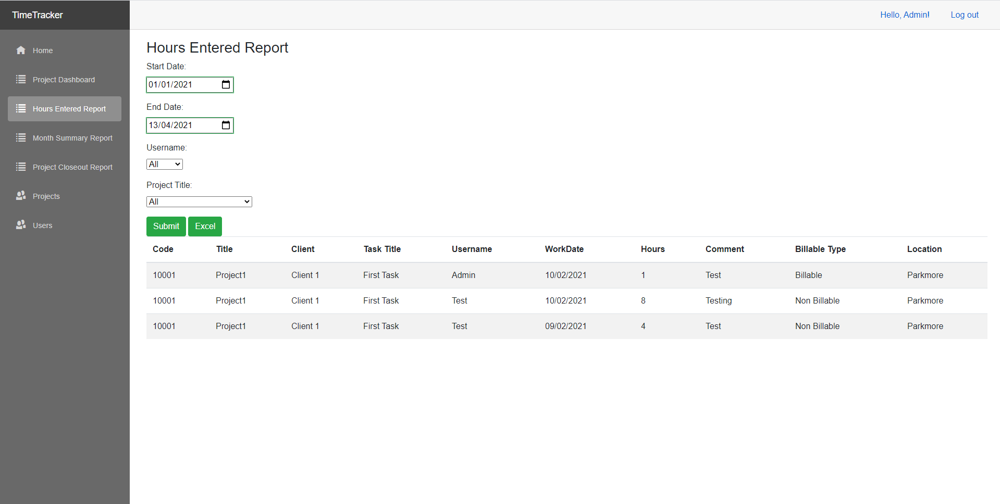 TimeTracker
Hello, Admin! Log out
Home
Project Dashboard
Hours Entered Report
Month Summary Report
Project Closeout Report
Projects
Users
Hours Entered Report
Start Date:
01/01/2021
End Date:
13/04/2021
Username:
All
Project Title:
All
Submit Excel
Code Title Client Task Title Username WorkDate Hours Comment Billable Type Location
10001 Project1 Client 1 First Task Admin 10/02/2021 1 Test Billable Parkmore
10001 Project1 Client 1 First Task Test 10/02/2021 8 Testing Non Billable Parkmore
10001 Project1 Client 1 First Task Test 09/02/2021 4 Test Non Billable Parkmore